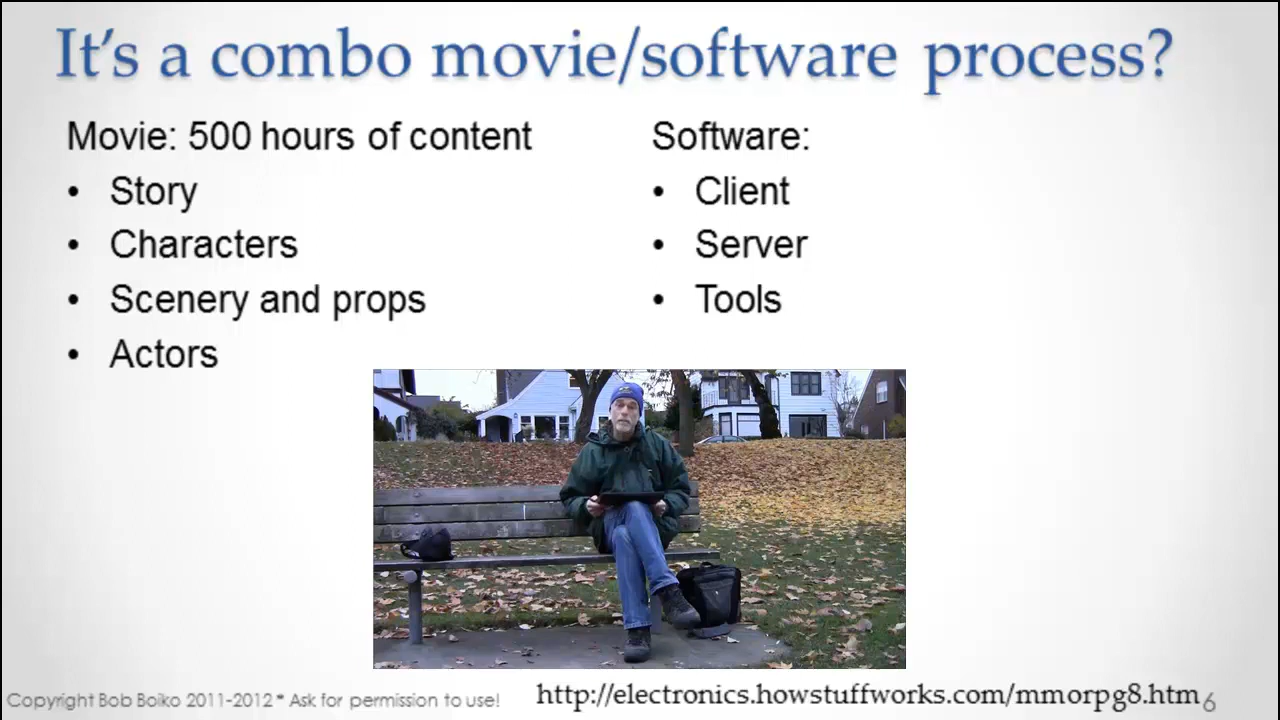 It's a combo movie/software process?
Movie: 500 hours of content
• Story
• Characters
• Scenery and props
• Actors
Software:
• Client
• Server
• Tools
Copyright Bob Boiko 2011-2012 * Ask for permission to use!
http://electronics.howstuffworks.com/mmorpg8.htm
6